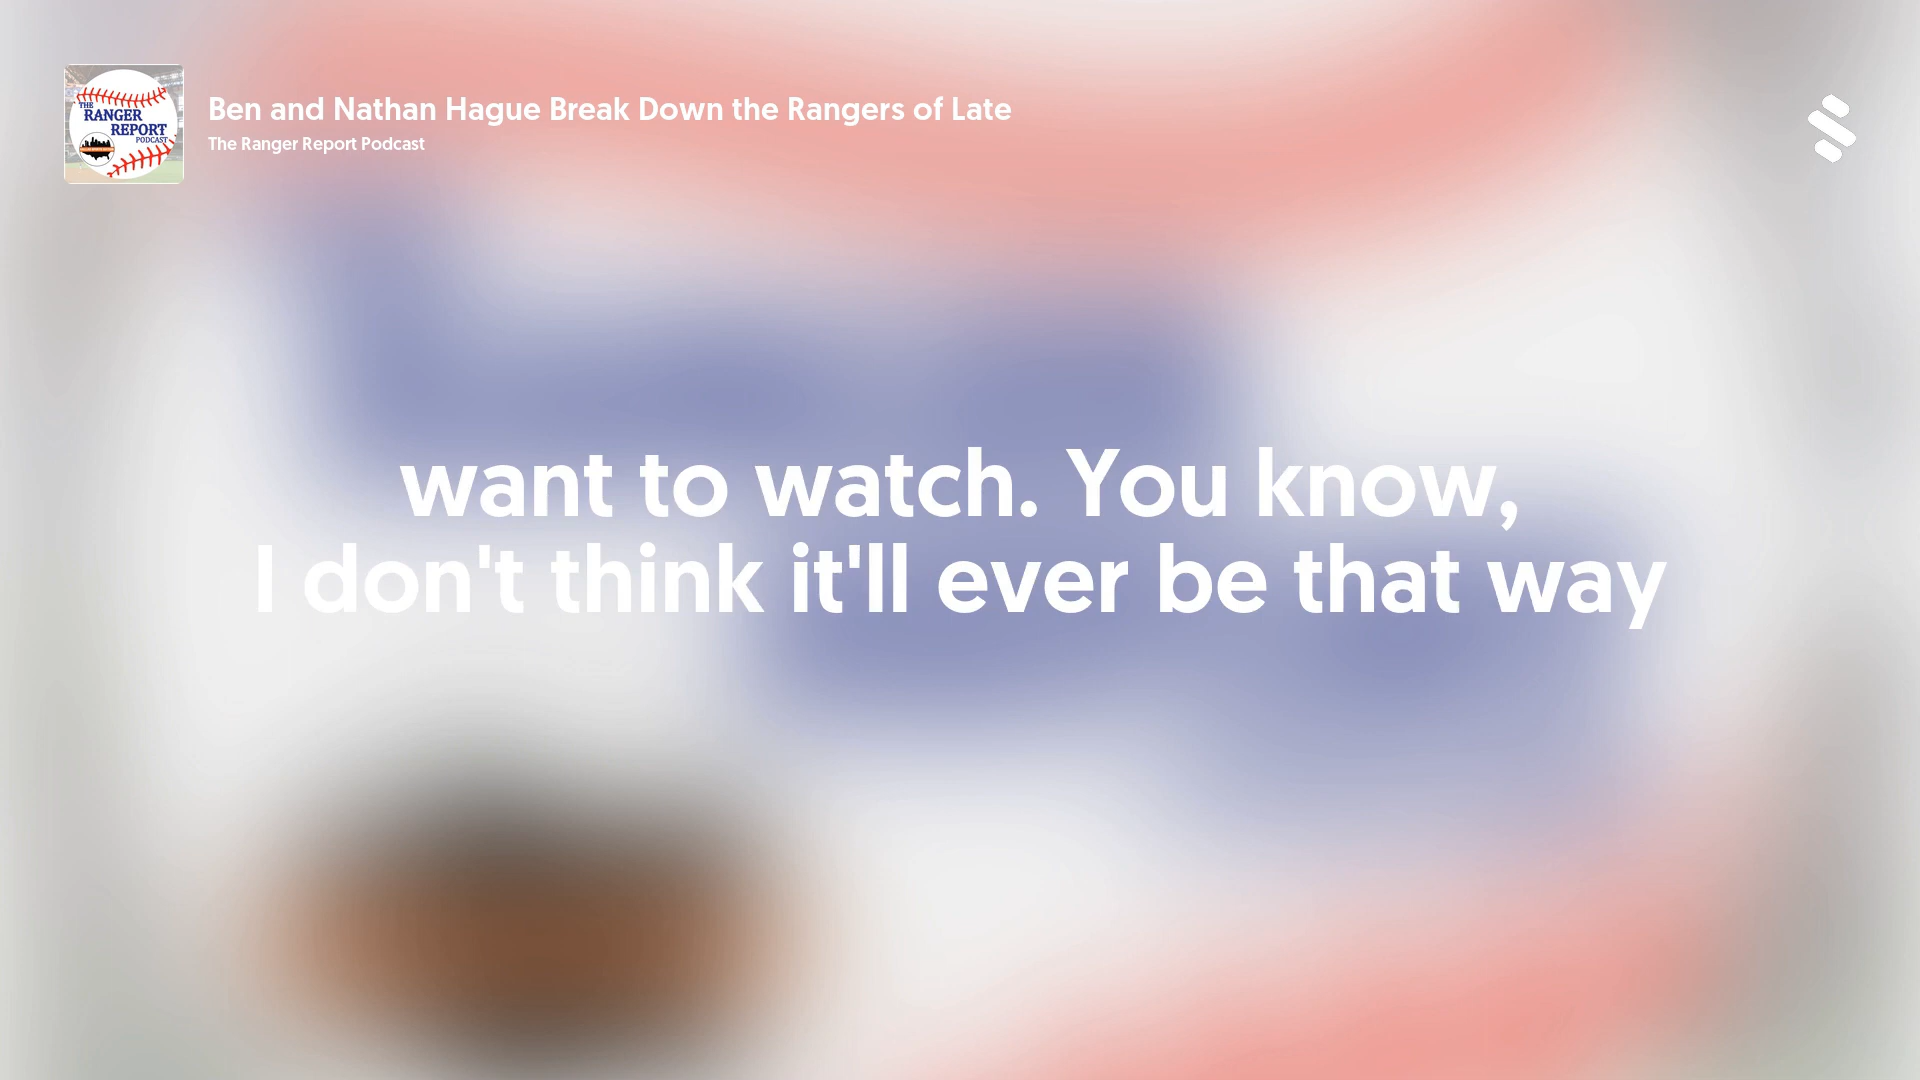 Ben and Nathan Hague Break Down the Rangers of Late
The Ranger Report Podcast
THE
RANGER
REPORT
PODCAST
want to watch. You know,
I don't think it'll ever be that way